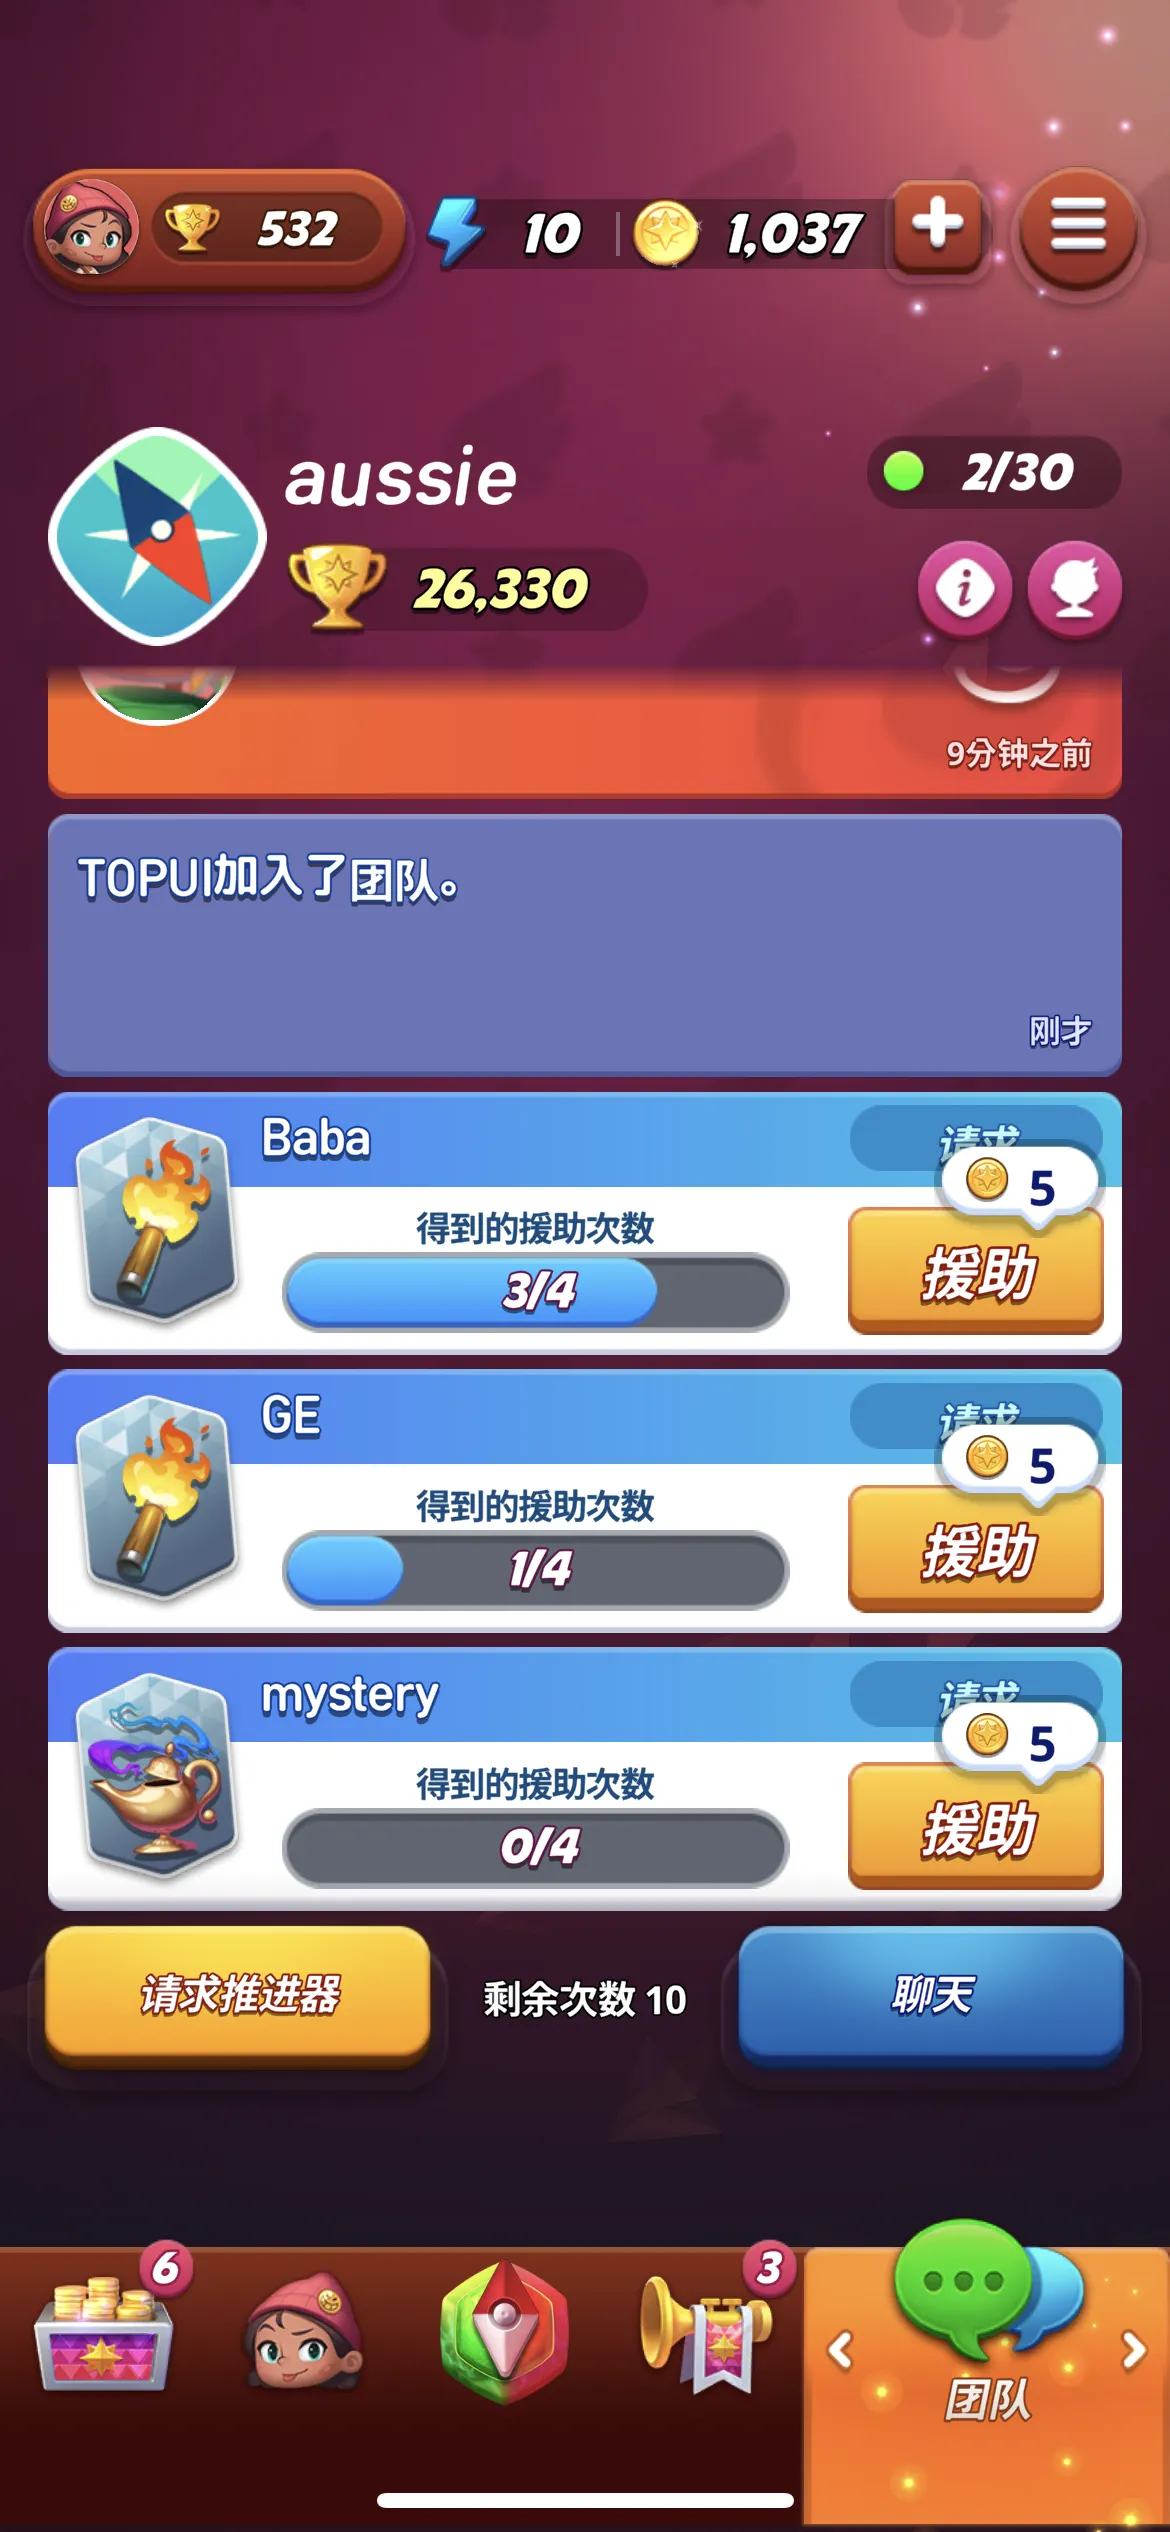 532
10
1,037
aussie
2/30
26,330
9分钟之前
TOPUI加入了团队。
刚才
Baba
请求
5
得到的援助次数
3/4
援助
GE
请求
5
得到的援助次数
1/4
援助
mystery
请求
5
得到的援助次数
0/4
援助
请求推进器
剩余次数 10
聊天
6
3
团队